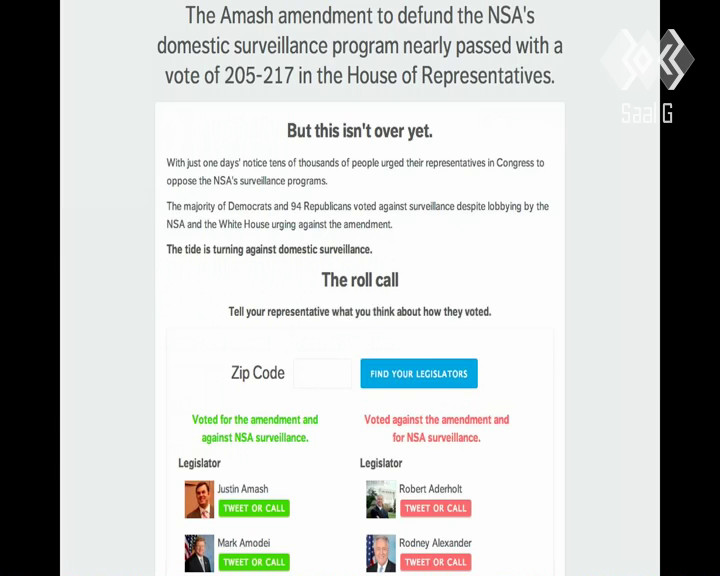 The Amash amendment to defund the NSA's
domestic surveillance program nearly passed with a
vote of 205-217 in the House of Representatives.
Saal G
But this isn't over yet.
With just one days' notice tens of thousands of people urged their representatives in Congress to
oppose the NSA's surveillance programs.
The majority of Democrats and 94 Republicans voted against surveillance despite lobbying by the
NSA and the White House urging against the amendment.
The tide is turning against domestic surveillance.
The roll call
Tell your representative what you think about how they voted.
Zip Code
FIND YOUR LEGISLATORS
Voted for the amendment and
against NSA surveillance.
Legislator
Justin Amash
TWEET OR CALL
Mark Amodei
TWEET OR CALL
Voted against the amendment and
for NSA surveillance.
Legislator
Robert Aderholt
TWEET OR CALL
Rodney Alexander
TWEET OR CALL